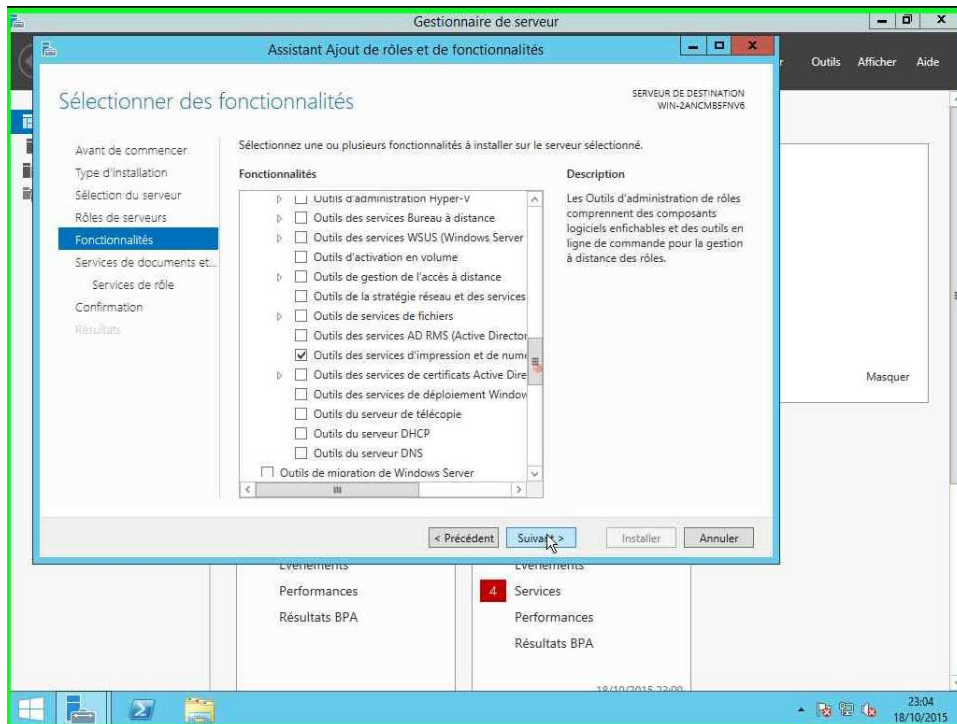 Gestionnaire de serveur
Assistant Ajout de rôles et de fonctionnalités
Outils Afficher Aide
Sélectionner des fonctionnalités
SERVEUR DE DESTINATION
WIN-2ANCMB5FNV6
Avant de commencer
Type d'installation
Sélection du serveur
Rôles de serveurs
Fonctionnalités
Services de documents et...
Services de rôle
Confirmation
Résultats
Sélectionnez une ou plusieurs fonctionnalités à installer sur le serveur sélectionné.
Fonctionnalités
Outils d'administration Hyper-V
Outils des services Bureau à distance
Outils des services WSUS (Windows Server
Outils d'activation en volume
Outils de gestion de l'accès à distance
Outils de la stratégie réseau et des services
Outils de services de fichiers
Outils des services AD RMS (Active Director
Outils des services d'impression et de numé
Outils des services de certificats Active Dire
Outils des services de déploiement Window
Outils du serveur de télécopie
Outils du serveur DHCP
Outils du serveur DNS
Outils de migration de Windows Server
Description
Les Outils d'administration de rôles
comprennent des composants
logiciels enfichables et des outils en
ligne de commande pour la gestion
à distance des rôles.
Masquer
< Précédent Suivant > Installer Annuler
Événements
Performances
Résultats BPA
Événements
4 Services
Performances
Résultats BPA
18/10/2015 23:00
23:04
18/10/2015